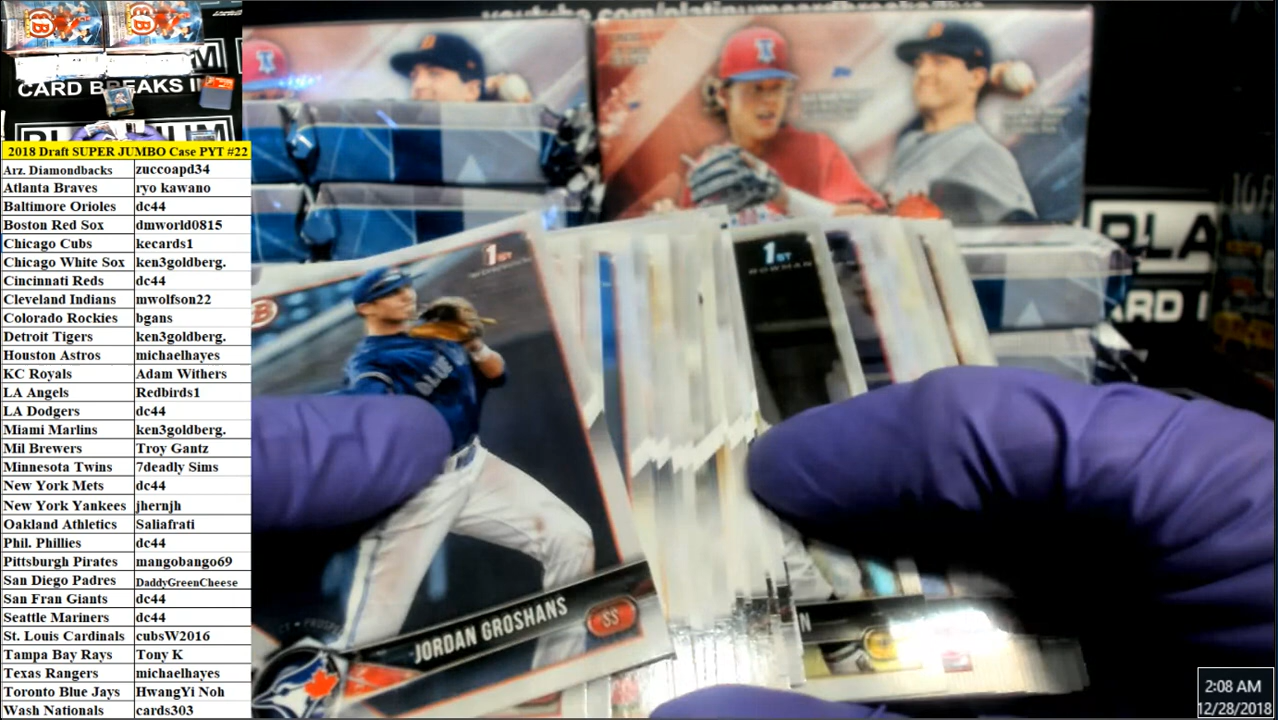 youtube.com/platinumcardbreakslive
CARD BREAKS I
2018 Draft SUPER JUMBO Case PYT #22
Arz. Diamondbacks zuccoapd34
Atlanta Braves ryo kawano
Baltimore Orioles dc44
Boston Red Sox dmworld0815
Chicago Cubs kecards1
Chicago White Sox ken3goldberg.
Cincinnati Reds dc44
Cleveland Indians mwolfson22
Colorado Rockies bgans
Detroit Tigers ken3goldberg.
Houston Astros michaelhayes
KC Royals Adam Withers
LA Angels Redbirds1
LA Dodgers dc44
Miami Marlins ken3goldberg.
Mil Brewers Troy Gantz
Minnesota Twins 7deadly Sims
New York Mets dc44
New York Yankees jhernjh
Oakland Athletics Saliafrati
Phil. Phillies dc44
Pittsburgh Pirates mangobango69
San Diego Padres DaddyGreenCheese
San Fran Giants dc44
Seattle Mariners dc44
St. Louis Cardinals cubsW2016
Tampa Bay Rays Tony K
Texas Rangers michaelhayes
Toronto Blue Jays HwangYi Noh
Wash Nationals cards303
1ST
1ST
BOWMAN
PLA
ARD I
JORDAN GROSHANS SS
N
2:08 AM
12/28/2018